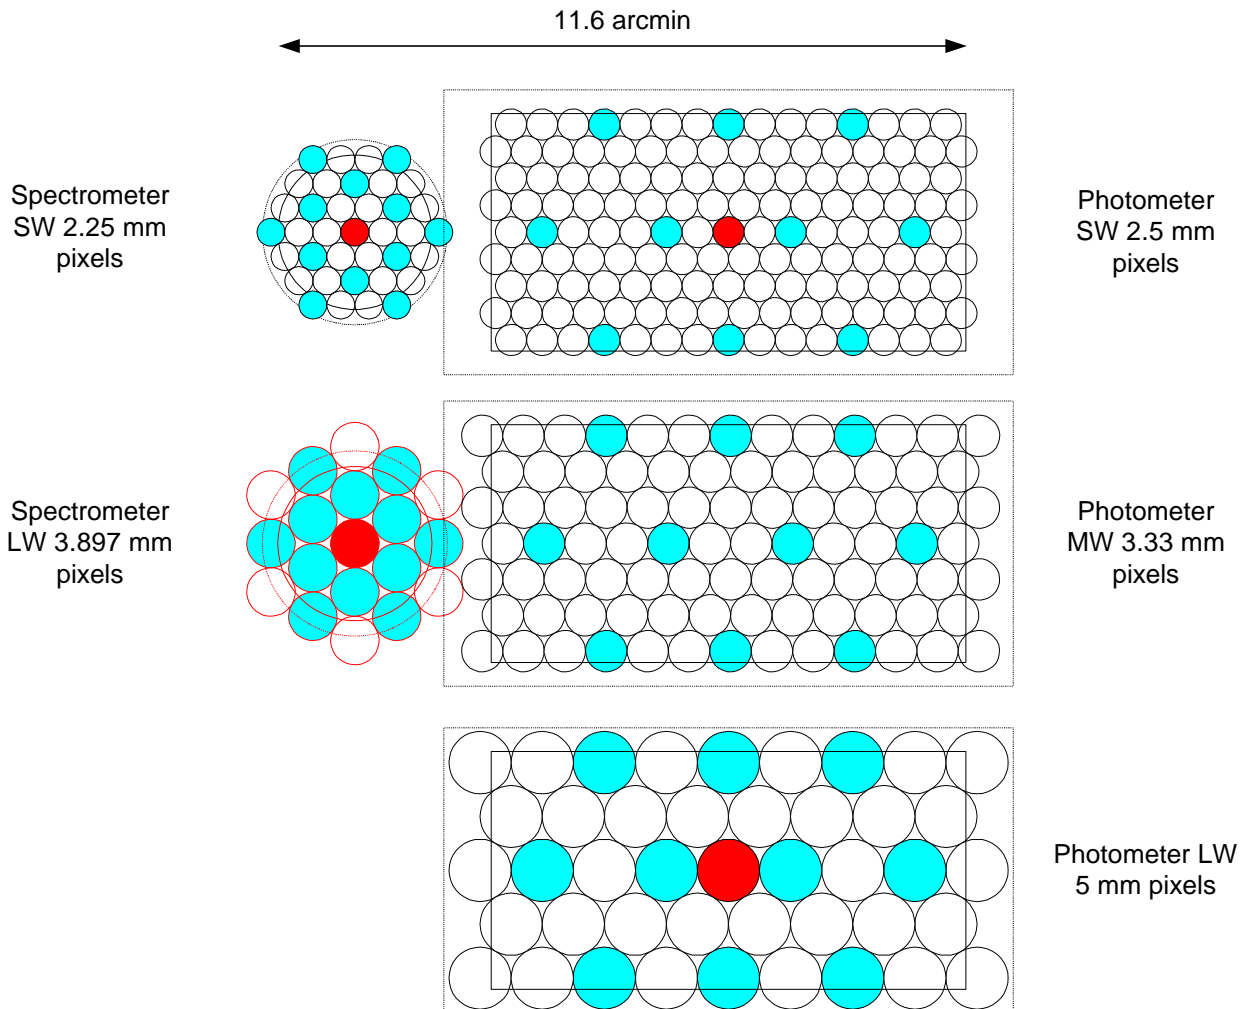 11.6 arcmin
Spectrometer
SW 2.25 mm
pixels
Photometer
SW 2.5 mm
pixels
Spectrometer
LW 3.897 mm
pixels
Photometer
MW 3.33 mm
pixels
Photometer LW
5 mm pixels